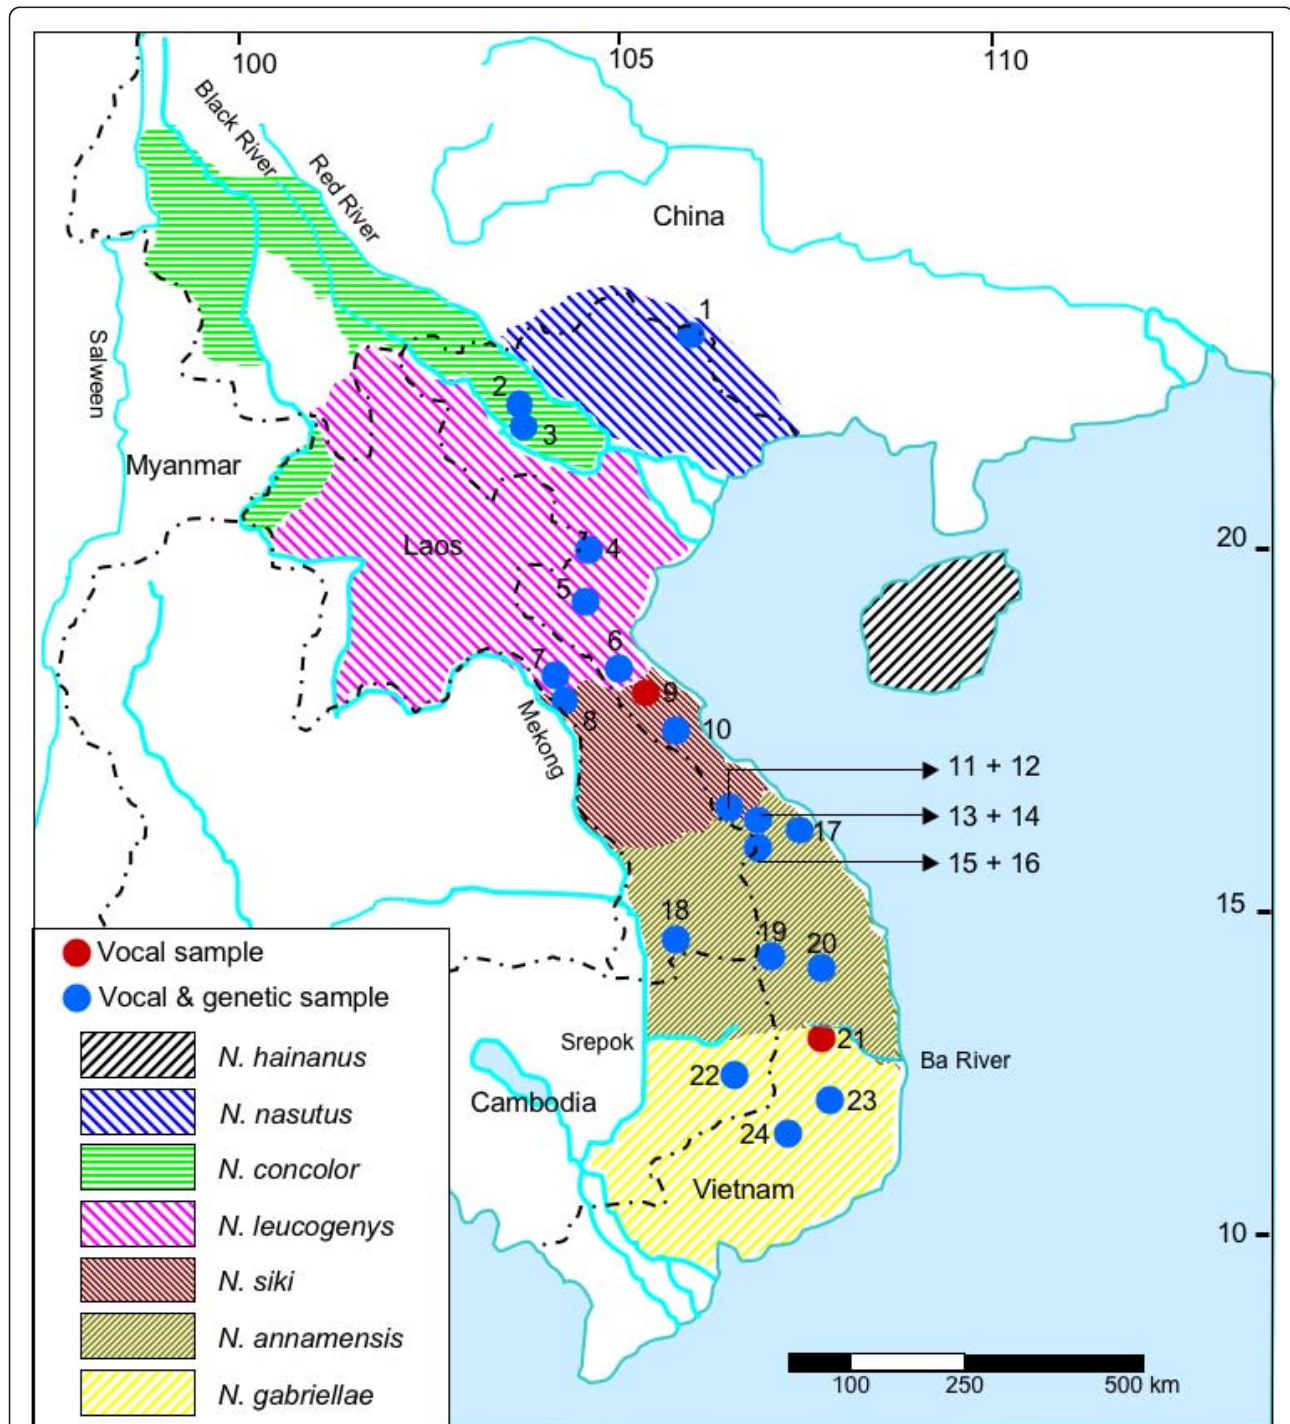 100
105
110
Black River
Red River
China
Salween
1
2
3
Myanmar
20
Laos
4
5
6
7
8
9
Mekong
10
11 + 12
13 + 14
17
15 + 16
15
18
19
20
Vocal sample
Vocal & genetic sample
Srepok
21
Ba River
N. hainanus
22
23
Cambodia
N. nasutus
24
N. concolor
Vietnam
N. leucogenys
10
N. siki
N. annamensis
N. gabriellae
100 250 500 km